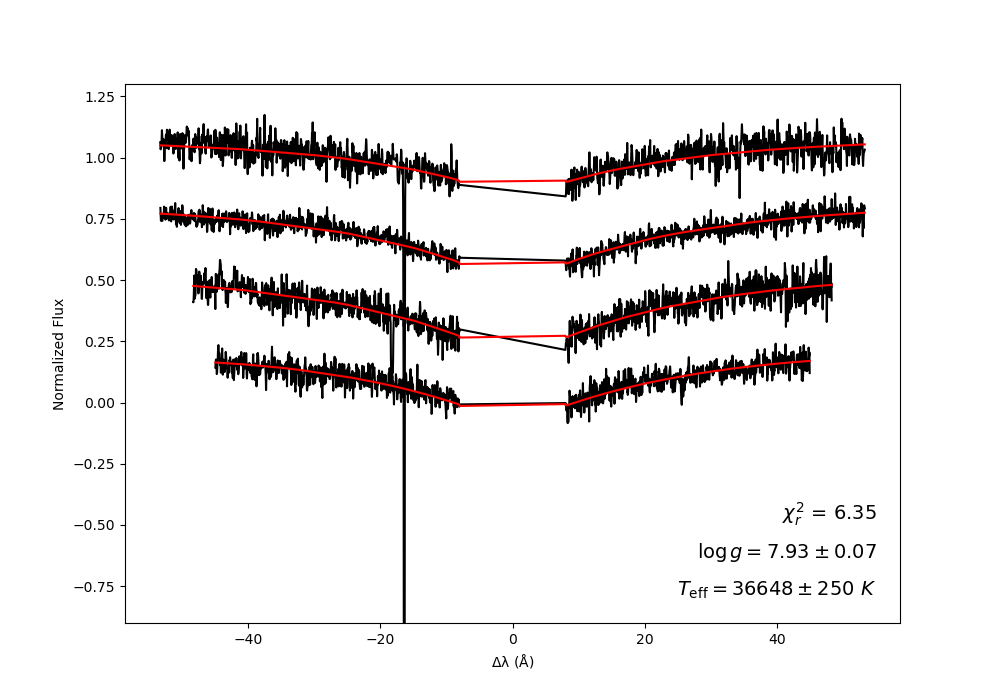 1.25
1.00
0.75
0.50
0.25
0.00
−0.25
−0.50
−0.75
Normalized Flux
χ²ᵣ = 6.35
log g = 7.93 ± 0.07
T_eff = 36648 ± 250 K
−40 −20 0 20 40
Δλ (Å)